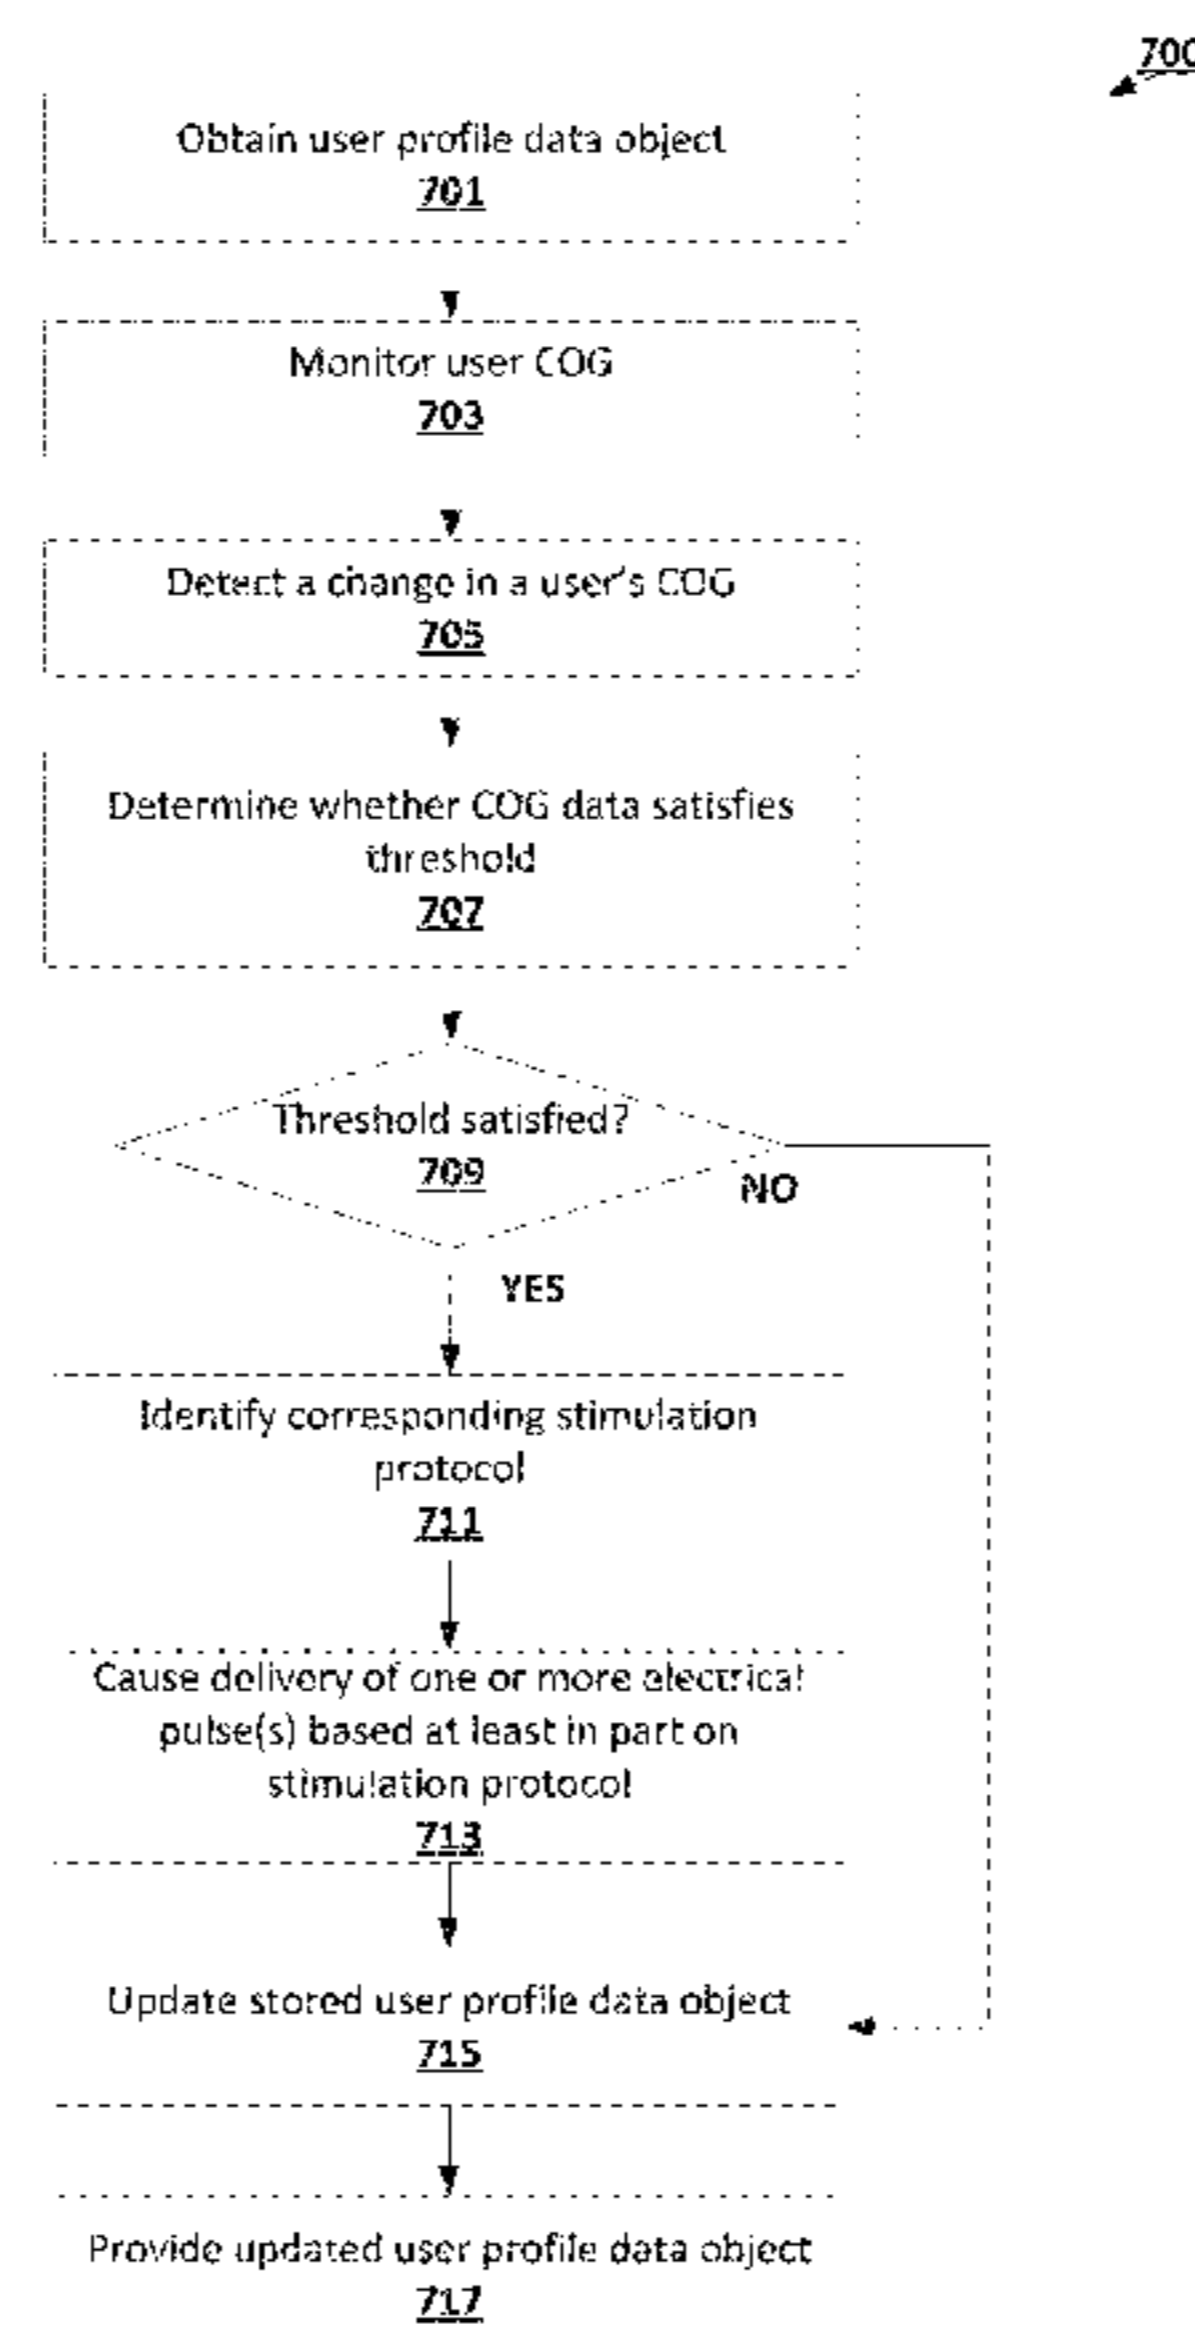 700
Obtain user profile data object
701
Monitor user COG
703
Detect a change in a user's COG
705
Determine whether COG data satisfies
threshold
707
Threshold satisfied?
709
NO
YES
Identify corresponding stimulation
protocol
711
Cause delivery of one or more electrical
pulse(s) based at least in part on
stimulation protocol
713
Update stored user profile data object
715
Provide updated user profile data object
717